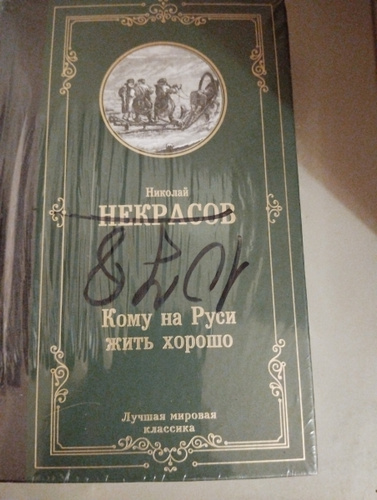 Николай
НЕКРАСОВ
Кому на Руси
жить хорошо
Лучшая мировая
классика